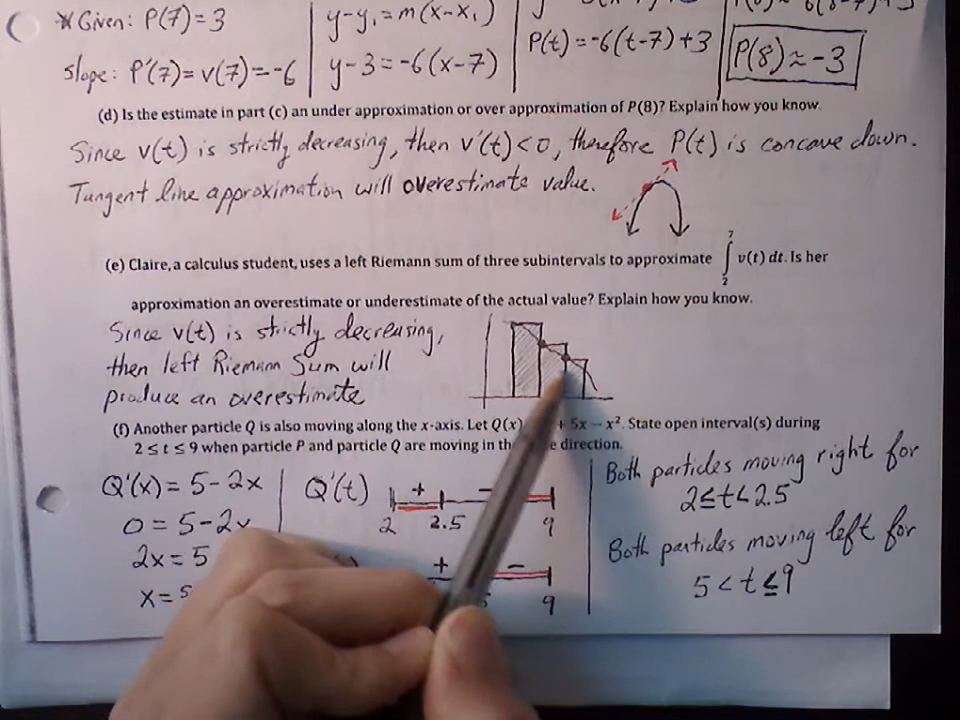 * Given: P(7) = 3
slope: P'(7) = v(7) = -6
y-y₁ = m(x-x₁)
y-3 = -6(x-7)
P(t) = -6(t-7)+3
P(8) ≈ -3
(d) Is the estimate in part (c) an under approximation or over approximation of P(8)? Explain how you know.
Since v(t) is strictly decreasing, then v'(t) < 0, therefore P(t) is concave down.
Tangent line approximation will overestimate value.
(e) Claire, a calculus student, uses a left Riemann sum of three subintervals to approximate ∫₂⁷ v(t) dt. Is her
approximation an overestimate or underestimate of the actual value? Explain how you know.
Since v(t) is strictly decreasing,
then left Riemann Sum will
produce an overestimate
(f) Another particle Q is also moving along the x-axis. Let Q(x) + 5x - x². State open interval(s) during
2 ≤ t ≤ 9 when particle P and particle Q are moving in the direction.
Q'(x) = 5-2x
0 = 5-2x
2x = 5
x = 5
Q'(t)
+ -
2 2.5 9
+ -
9
Both particles moving right for
2 ≤ t < 2.5
Both particles moving left for
5 < t ≤ 9